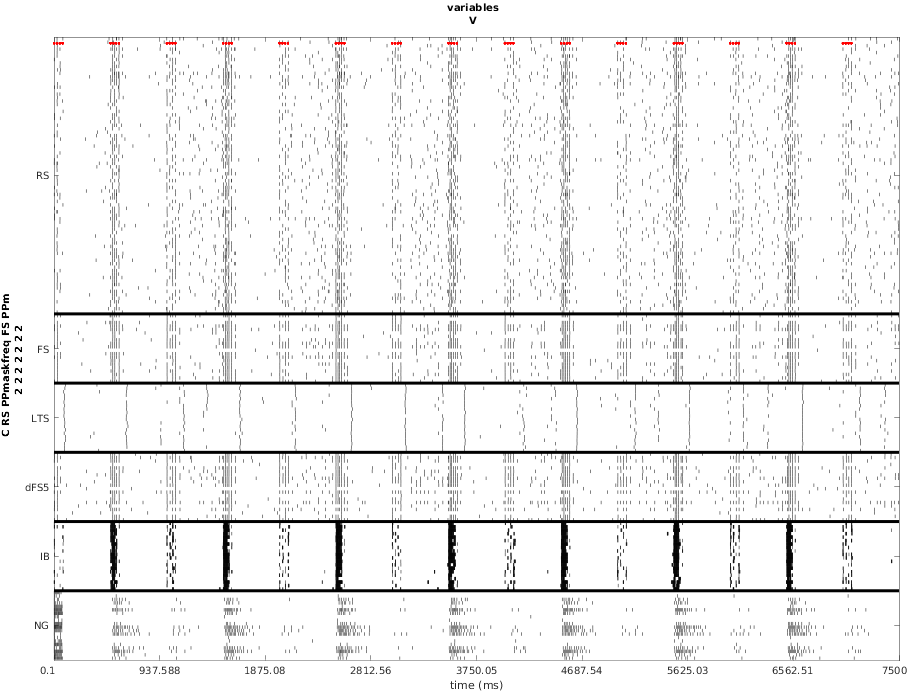 variables
V
C RS PPmaskfreq FS PPm
2 2 2 2 2 2 2
RS
FS
LTS
dFS5
IB
NG
0.1 937.588 1875.08 2812.56 3750.05 4687.54 5625.03 6562.51 7500
time (ms)